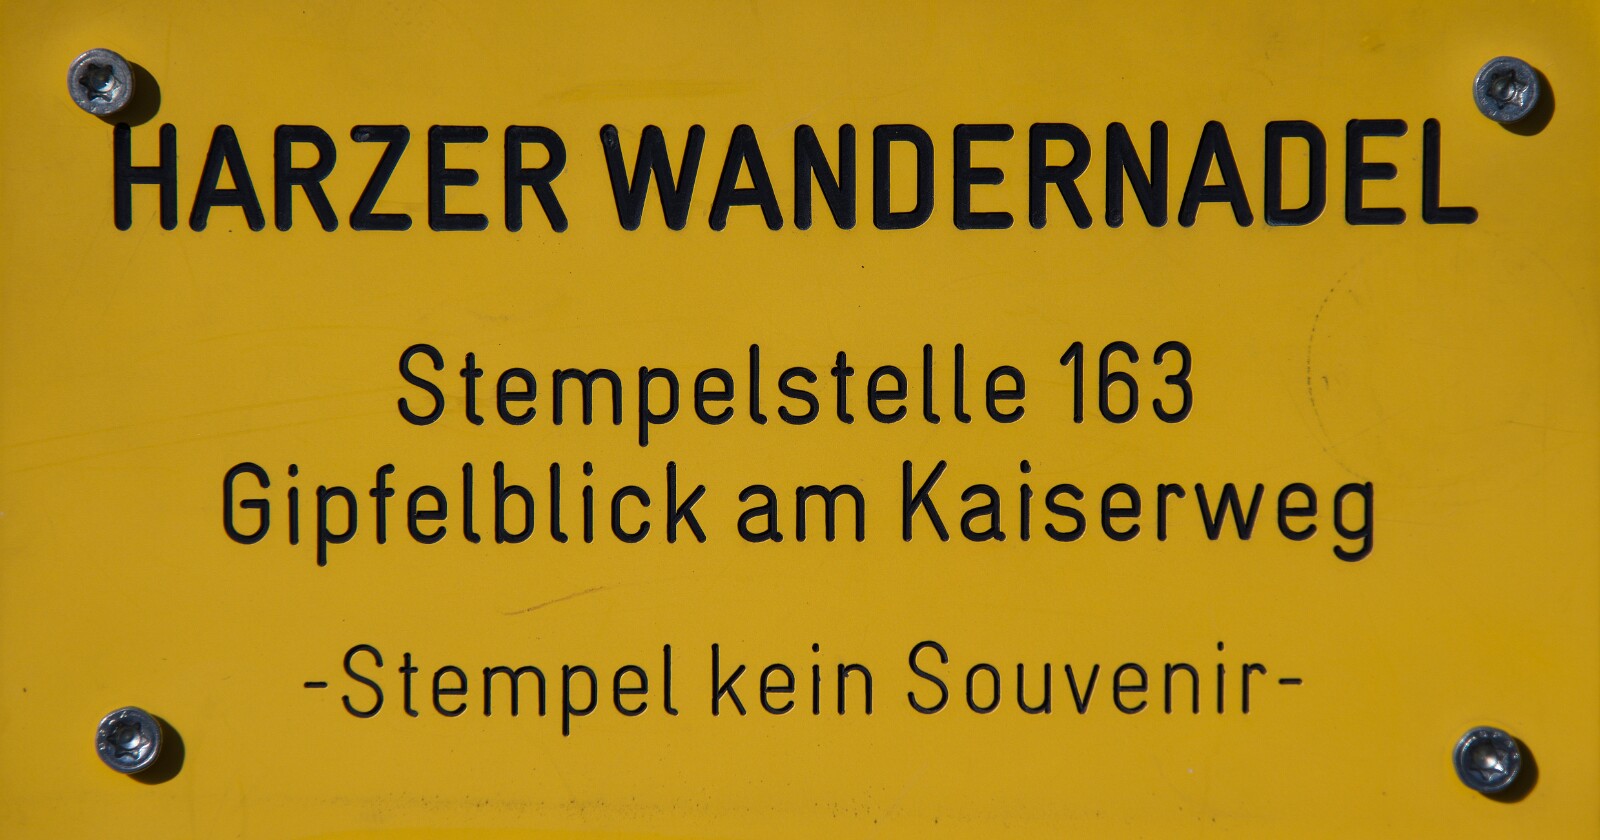 HARZER WANDERNADEL
Stempelstelle 163
Gipfelblick am Kaiserweg
-Stempel kein Souvenir-